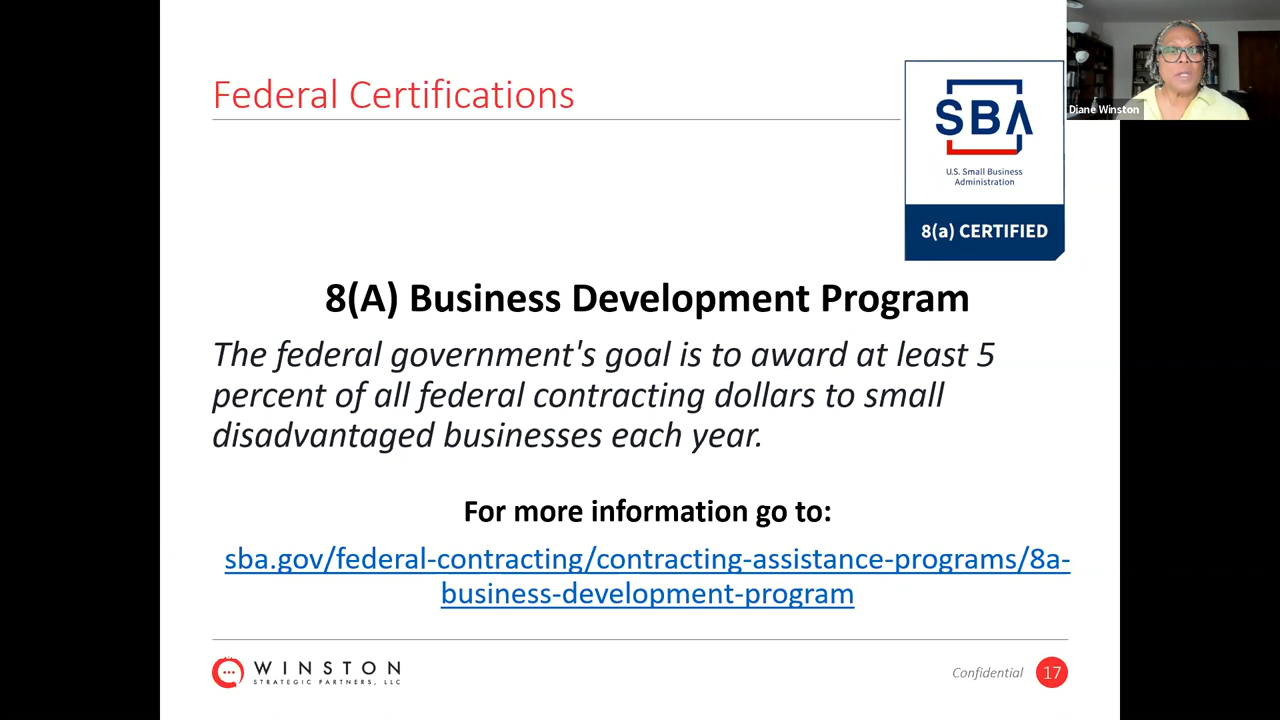 Federal Certifications
SBA
U.S. Small Business
Administration
8(a) CERTIFIED
Diane Winston
8(A) Business Development Program
The federal government's goal is to award at least 5
percent of all federal contracting dollars to small
disadvantaged businesses each year.
For more information go to:
sba.gov/federal-contracting/contracting-assistance-programs/8a-
business-development-program
WINSTON
STRATEGIC PARTNERS, LLC
Confidential
17